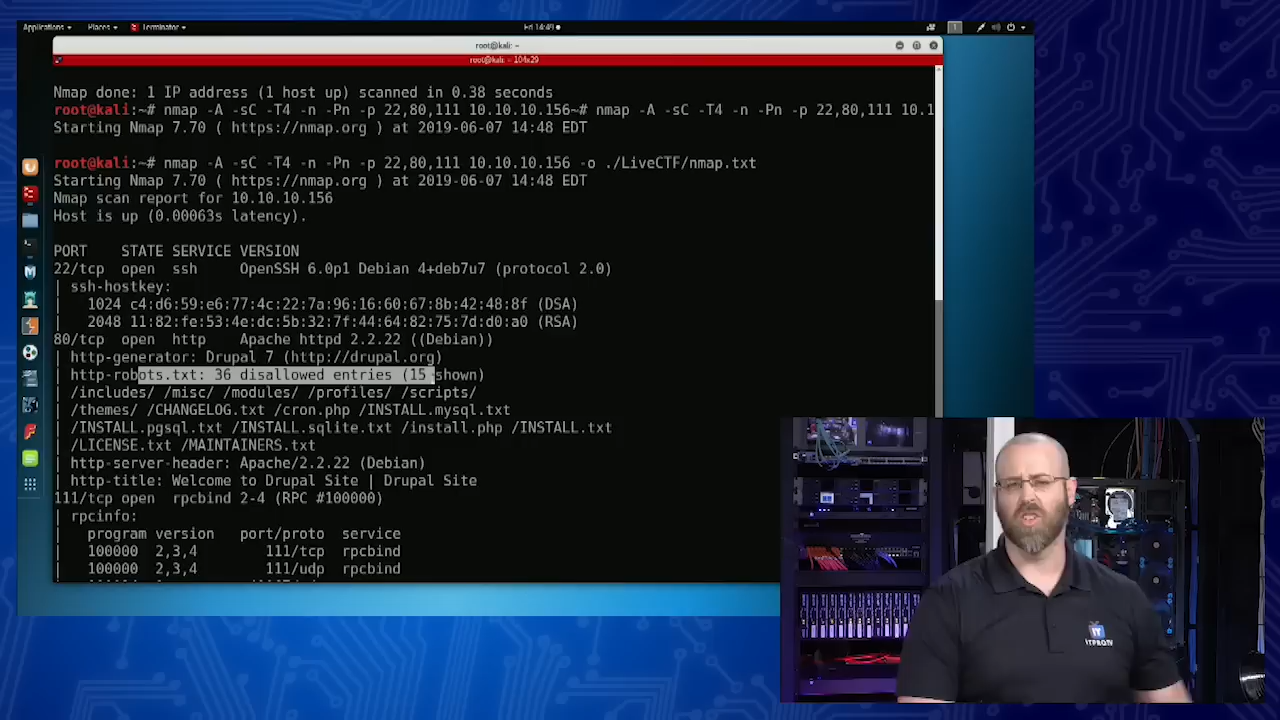 Applications ▾ Places ▾ Terminator ▾ Fri 14:49 ● 1
root@kali: ~
root@kali: ~ 104x29
Nmap done: 1 IP address (1 host up) scanned in 0.38 seconds
root@kali:~# nmap -A -sC -T4 -n -Pn -p 22,80,111 10.10.10.156~# nmap -A -sC -T4 -n -Pn -p 22,80,111 10.1
Starting Nmap 7.70 ( https://nmap.org ) at 2019-06-07 14:48 EDT
root@kali:~# nmap -A -sC -T4 -n -Pn -p 22,80,111 10.10.10.156 -o ./LiveCTF/nmap.txt
Starting Nmap 7.70 ( https://nmap.org ) at 2019-06-07 14:48 EDT
Nmap scan report for 10.10.10.156
Host is up (0.00063s latency).
PORT STATE SERVICE VERSION
22/tcp open ssh OpenSSH 6.0p1 Debian 4+deb7u7 (protocol 2.0)
| ssh-hostkey:
| 1024 c4:d6:59:e6:77:4c:22:7a:96:16:60:67:8b:42:48:8f (DSA)
| 2048 11:82:fe:53:4e:dc:5b:32:7f:44:64:82:75:7d:d0:a0 (RSA)
80/tcp open http Apache httpd 2.2.22 ((Debian))
| http-generator: Drupal 7 (http://drupal.org)
| http-robots.txt: 36 disallowed entries (15 shown)
| /includes/ /misc/ /modules/ /profiles/ /scripts/
| /themes/ /CHANGELOG.txt /cron.php /INSTALL.mysql.txt
| /INSTALL.pgsql.txt /INSTALL.sqlite.txt /install.php /INSTALL.txt
| /LICENSE.txt /MAINTAINERS.txt
| http-server-header: Apache/2.2.22 (Debian)
| http-title: Welcome to Drupal Site | Drupal Site
111/tcp open rpcbind 2-4 (RPC #100000)
| rpcinfo:
| program version port/proto service
| 100000 2,3,4 111/tcp rpcbind
| 100000 2,3,4 111/udp rpcbind
IT
ITPROTV